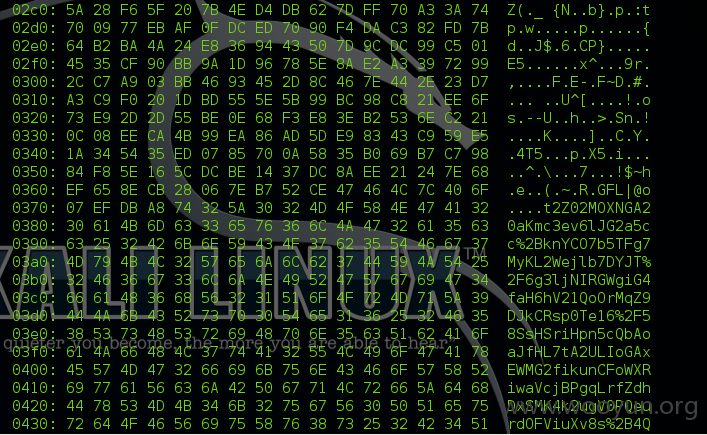 02c0: 5A 28 F6 5F 20 7B 4E D4 DB 62 7D FF 70 A3 3A 74 Z(._ {N..b}.p.:t
02d0: 70 09 77 EB AF 0F DC ED 70 90 F4 DA C3 82 FD 7B p.w.....p......{
02e0: 64 B2 BA 4A 24 E8 36 94 43 50 7D 9C DC 99 C5 01 d..J$.6.CP}.....
02f0: 45 35 CF 90 BB 9A 1D 96 78 5E 8A E2 A3 39 72 99 E5......x^...9r.
0300: 2C C7 A9 03 BB 46 93 45 2D 8C 46 7E 44 2E 23 D7 ,....F.E-.F~D.#.
0310: A3 C9 F0 20 1D BD 55 5E 5B 99 BC 98 C8 21 EE 6F ... ..U^[....!.o
0320: 73 E9 2D 2D 55 BE 0E 68 F3 E8 3E B2 53 6E C2 21 s.--U..h..>.Sn.!
0330: 0C 08 EE CA 4B 99 EA 86 AD 5D E9 83 43 C9 59 E5 ....K....]..C.Y.
0340: 1A 34 54 35 ED 07 85 70 0A 58 35 B0 69 B7 C7 98 .4T5...p.X5.i...
0350: 84 F8 5E 16 5C DC BE 14 37 DC 8A EE 21 24 7E 68 ..^.\...7...!$~h
0360: EF 65 8E CB 28 06 7E B7 52 CE 47 46 4C 7C 40 6F .e..(.~.R.GFL|@o
0370: 07 EF DB A8 74 32 5A 30 32 4D 4F 58 4E 47 41 32 ....t2Z02MOXNGA2
0380: 30 61 4B 6D 63 33 65 76 36 6C 4A 47 32 61 35 63 0aKmc3ev6lJG2a5c
0390: 63 25 32 42 6B 6E 59 43 4F 37 62 35 54 46 67 37 c%2BknYCO7b5TFg7
03a0: 4D 79 4B 4C 32 57 65 6A 6C 62 37 44 59 4A 54 25 MyKL2Wejlb7DYJT%
03b0: 32 46 36 67 33 6C 6A 4E 49 52 47 57 67 69 47 34 2F6g3ljNIRGWgiG4
03c0: 66 61 48 36 68 56 32 31 51 6F 4F 72 4D 71 5A 39 faH6hV21QoOrMqZ9
03d0: 44 4A 6B 43 52 73 70 30 54 65 31 36 25 32 46 35 DJkCRsp0Te16%2F5
03e0: 38 53 73 48 53 72 69 48 70 6E 35 63 51 62 41 6F 8SsHSriHpn5cQbAo
03f0: 61 4A 66 48 4C 37 74 41 32 55 4C 49 6F 47 41 78 aJfHL7tA2ULIoGAx
0400: 45 57 4D 47 32 66 69 6B 75 6E 43 46 6F 57 58 52 EWMG2fikunCFoWXR
0410: 69 77 61 56 63 6A 42 50 67 71 4C 72 66 5A 64 68 iwaVcjBPgqLrfZdh
0420: 44 78 53 4D 4B 34 6B 32 75 67 56 30 50 51 65 75 DxSMK4k2ugV0PQeu
0430: 72 64 4F 46 56 69 75 58 76 38 73 25 32 42 34 51 rdOFViuXv8s%2B4Q
KALI LINUX™
quieter you become, the more you are able to hear
www.wooyun.org